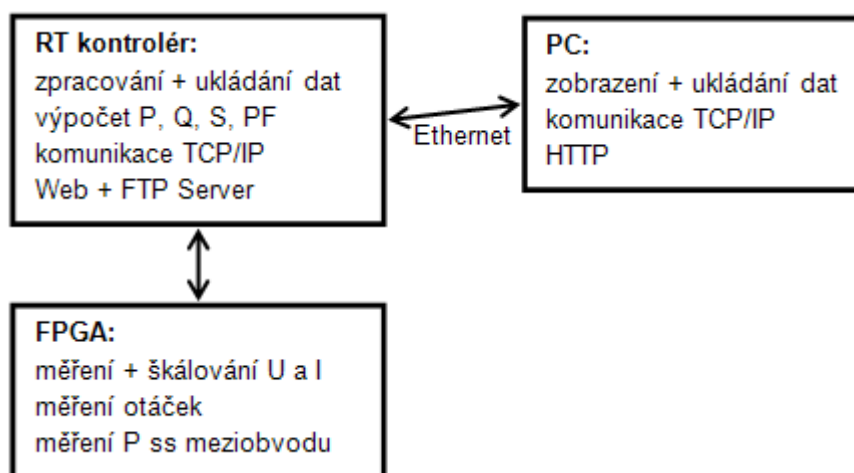 RT kontrolér:
zpracování + ukládání dat
výpočet P, Q, S, PF
komunikace TCP/IP
Web + FTP Server
Ethernet
PC:
zobrazení + ukládání dat
komunikace TCP/IP
HTTP
FPGA:
měření + škálování U a I
měření otáček
měření P ss meziobvodu